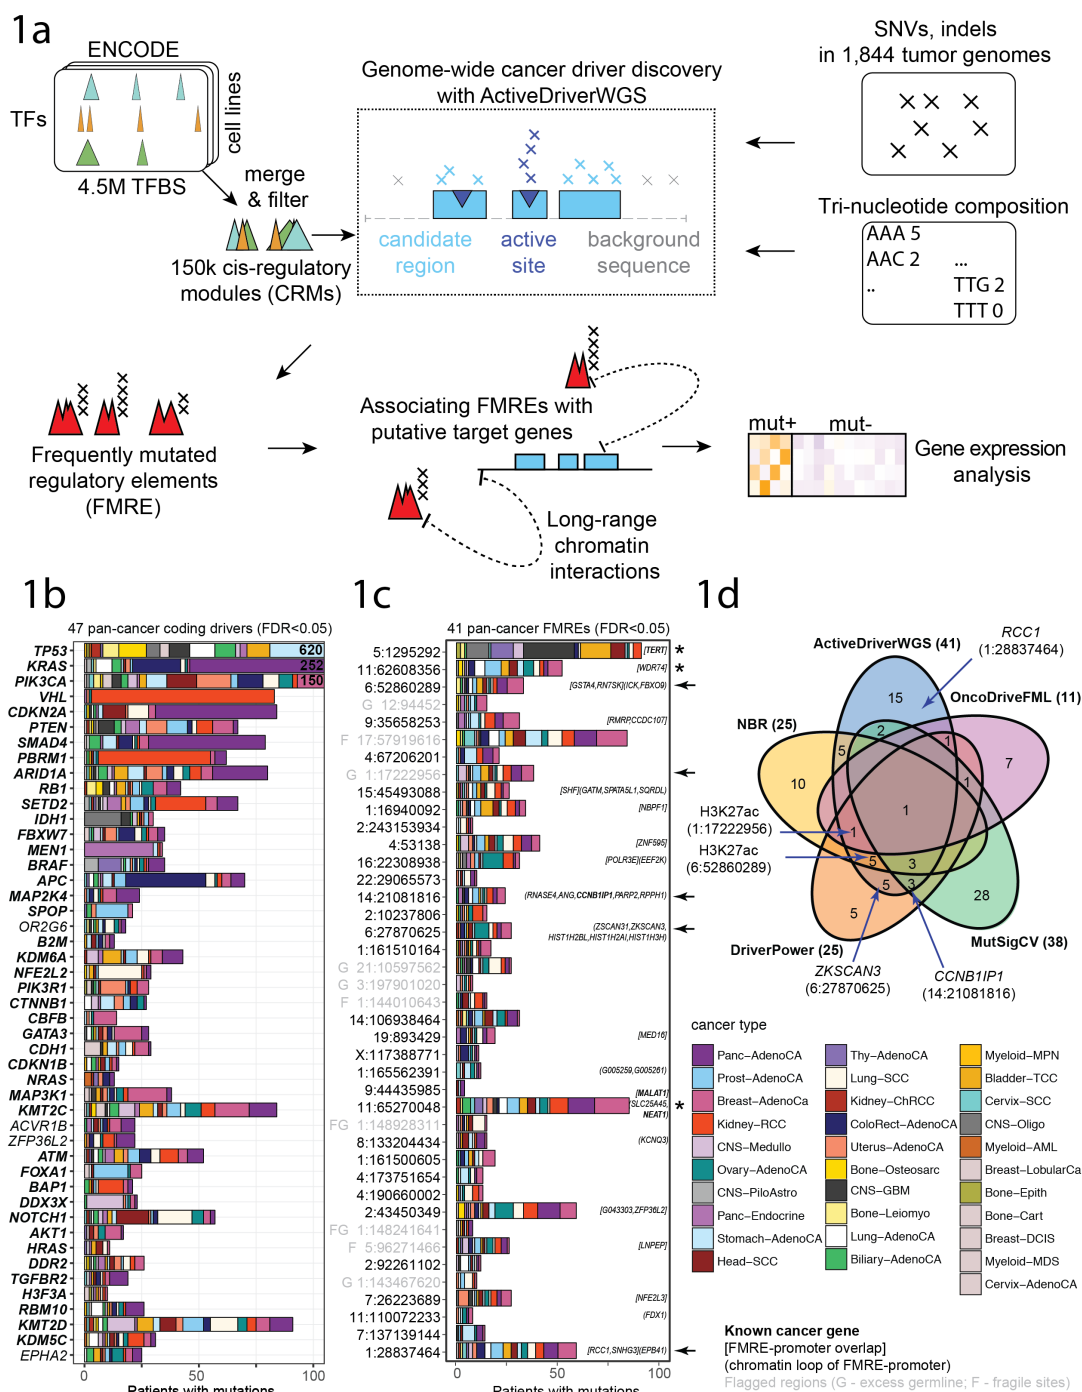 1a
ENCODE
TFs
cell lines
4.5M TFBS
merge
& filter
150k cis-regulatory
modules (CRMs)
Genome-wide cancer driver discovery
with ActiveDriverWGS
candidate
region
active
site
background
sequence
SNVs, indels
in 1,844 tumor genomes
Tri-nucleotide composition
AAA 5
AAC 2
...
..
TTG 2
TTT 0
Frequently mutated
regulatory elements
(FMRE)
Associating FMREs with
putative target genes
Long-range
chromatin
interactions
mut+
mut-
Gene expression
analysis
1b
47 pan-cancer coding drivers (FDR<0.05)
TP53
620
KRAS
252
PIK3CA
150
VHL
CDKN2A
PTEN
SMAD4
PBRM1
ARID1A
RB1
SETD2
IDH1
FBXW7
MEN1
BRAF
APC
MAP2K4
SPOP
OR2G6
B2M
KDM6A
NFE2L2
PIK3R1
CTNNB1
CBFB
GATA3
CDH1
CDKN1B
NRAS
MAP3K1
KMT2C
ACVR1B
ZFP36L2
ATM
FOXA1
BAP1
DDX3X
NOTCH1
AKT1
HRAS
DDR2
TGFBR2
H3F3A
RBM10
KMT2D
KDM5C
EPHA2
0
50
100
Patients with mutations
1c
41 pan-cancer FMREs (FDR<0.05)
5:1295292
[TERT]
*
11:62608356
[WDR74]
*
6:52860289
[GSTA4,RN7SK](ICK,FBXO9)
G 12:94452
9:35658253
[RMRP,CCDC107]
F 17:57919616
4:67206201
G 1:17222956
15:45493088
[SHF](GATM,SPATA5L1,SQRDL)
1:16940092
[NBPF1]
2:243153934
4:53138
[ZNF595]
16:22308938
[POLR3E](EEF2K)
22:29065573
14:21081816
(RNASE4,ANG,CCNB1IP1,PARP2,RPPH1)
2:10237806
6:27870625
(ZSCAN31,ZKSCAN3,
HIST1H2BL,HIST1H2AI,HIST1H3H)
1:161510164
G 21:10597562
G 3:197901020
F 1:144010643
14:106938464
19:893429
[MED16]
X:117388771
1:165562391
(G005259,G005261)
9:44435985
11:65270048
[MALAT1]
(SLC25A45,
NEAT1)
*
FG 1:148928311
8:133204434
(KCNQ3)
1:161500605
4:173751654
4:190660002
2:43450349
[G043303,ZFP36L2]
FG 1:148241641
F 5:96271466
[LNPEP]
2:92261102
G 1:143467620
7:26223689
[NFE2L3]
11:110072233
(FDX1)
7:137139144
1:28837464
[RCC1,SNHG3](EPB41)
0
50
100
Patients with mutations
1d
ActiveDriverWGS (41)
RCC1
(1:28837464)
OncoDriveFML (11)
NBR (25)
15
2
1
5
7
10
1
1
H3K27ac
(1:17222956)
1
H3K27ac
(6:52860289)
5
3
5
3
28
5
DriverPower (25)
MutSigCV (38)
ZKSCAN3
(6:27870625)
CCNB1IP1
(14:21081816)
cancer type
Panc–AdenoCA
Prost–AdenoCA
Breast–AdenoCa
Kidney–RCC
CNS–Medullo
Ovary–AdenoCA
CNS–PiloAstro
Panc–Endocrine
Stomach–AdenoCA
Head–SCC
Thy–AdenoCA
Lung–SCC
Kidney–ChRCC
ColoRect–AdenoCA
Uterus–AdenoCA
Bone–Osteosarc
CNS–GBM
Bone–Leiomyo
Lung–AdenoCA
Biliary–AdenoCA
Myeloid–MPN
Bladder–TCC
Cervix–SCC
CNS–Oligo
Myeloid–AML
Breast–LobularCa
Bone–Epith
Bone–Cart
Breast–DCIS
Myeloid–MDS
Cervix–AdenoCA
Known cancer gene
[FMRE-promoter overlap]
(chromatin loop of FMRE-promoter)
Flagged regions (G - excess germline; F - fragile sites)